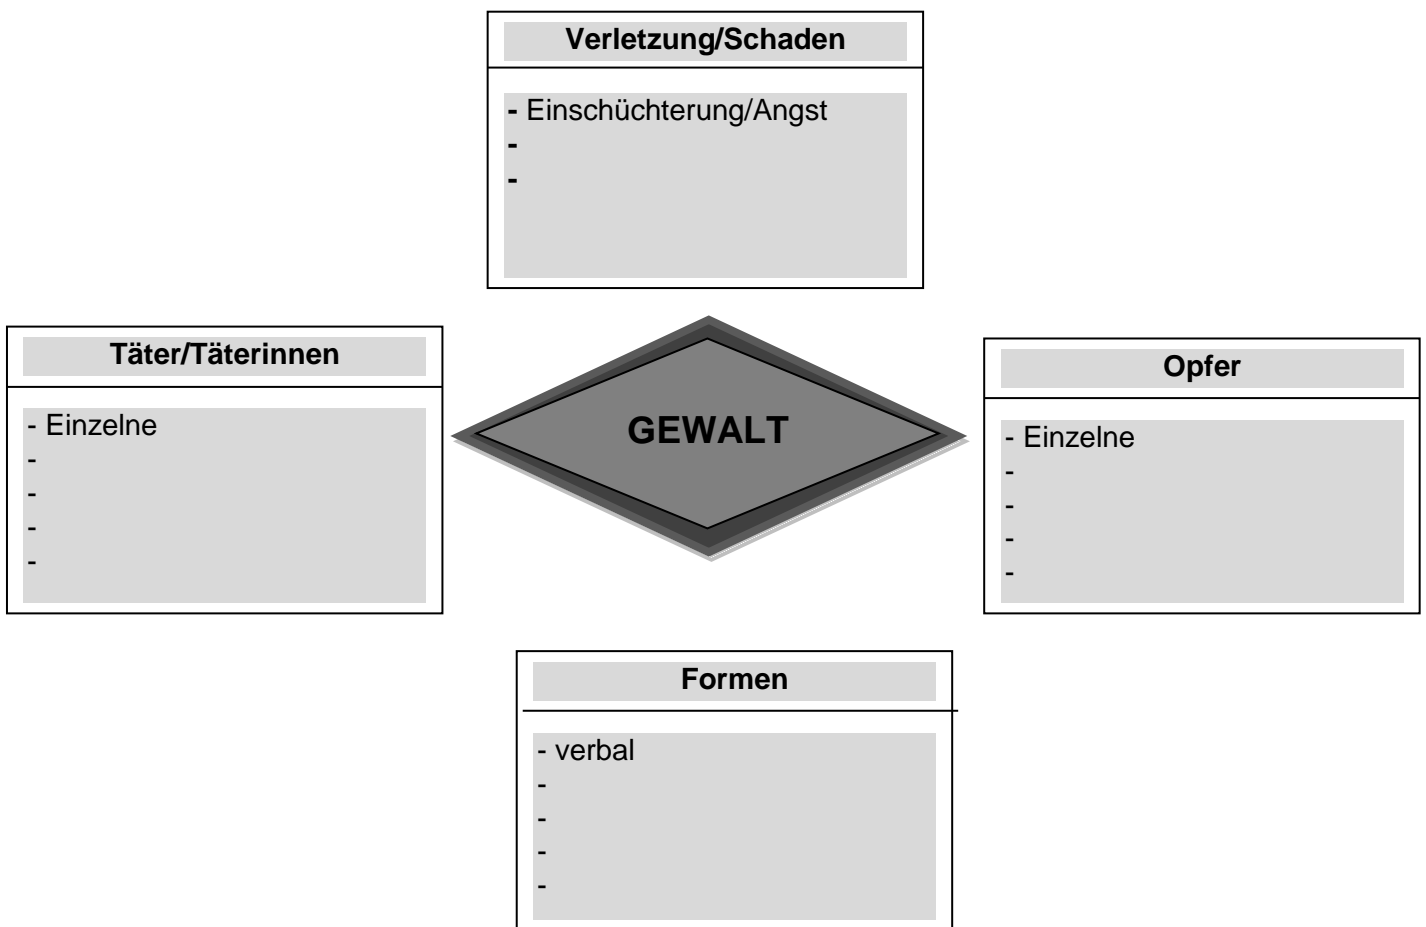 Verletzung/Schaden
- Einschüchterung/Angst
-
-
Täter/Täterinnen
- Einzelne
-
-
-
-
GEWALT
Opfer
- Einzelne
-
-
-
-
Formen
- verbal
-
-
-
-